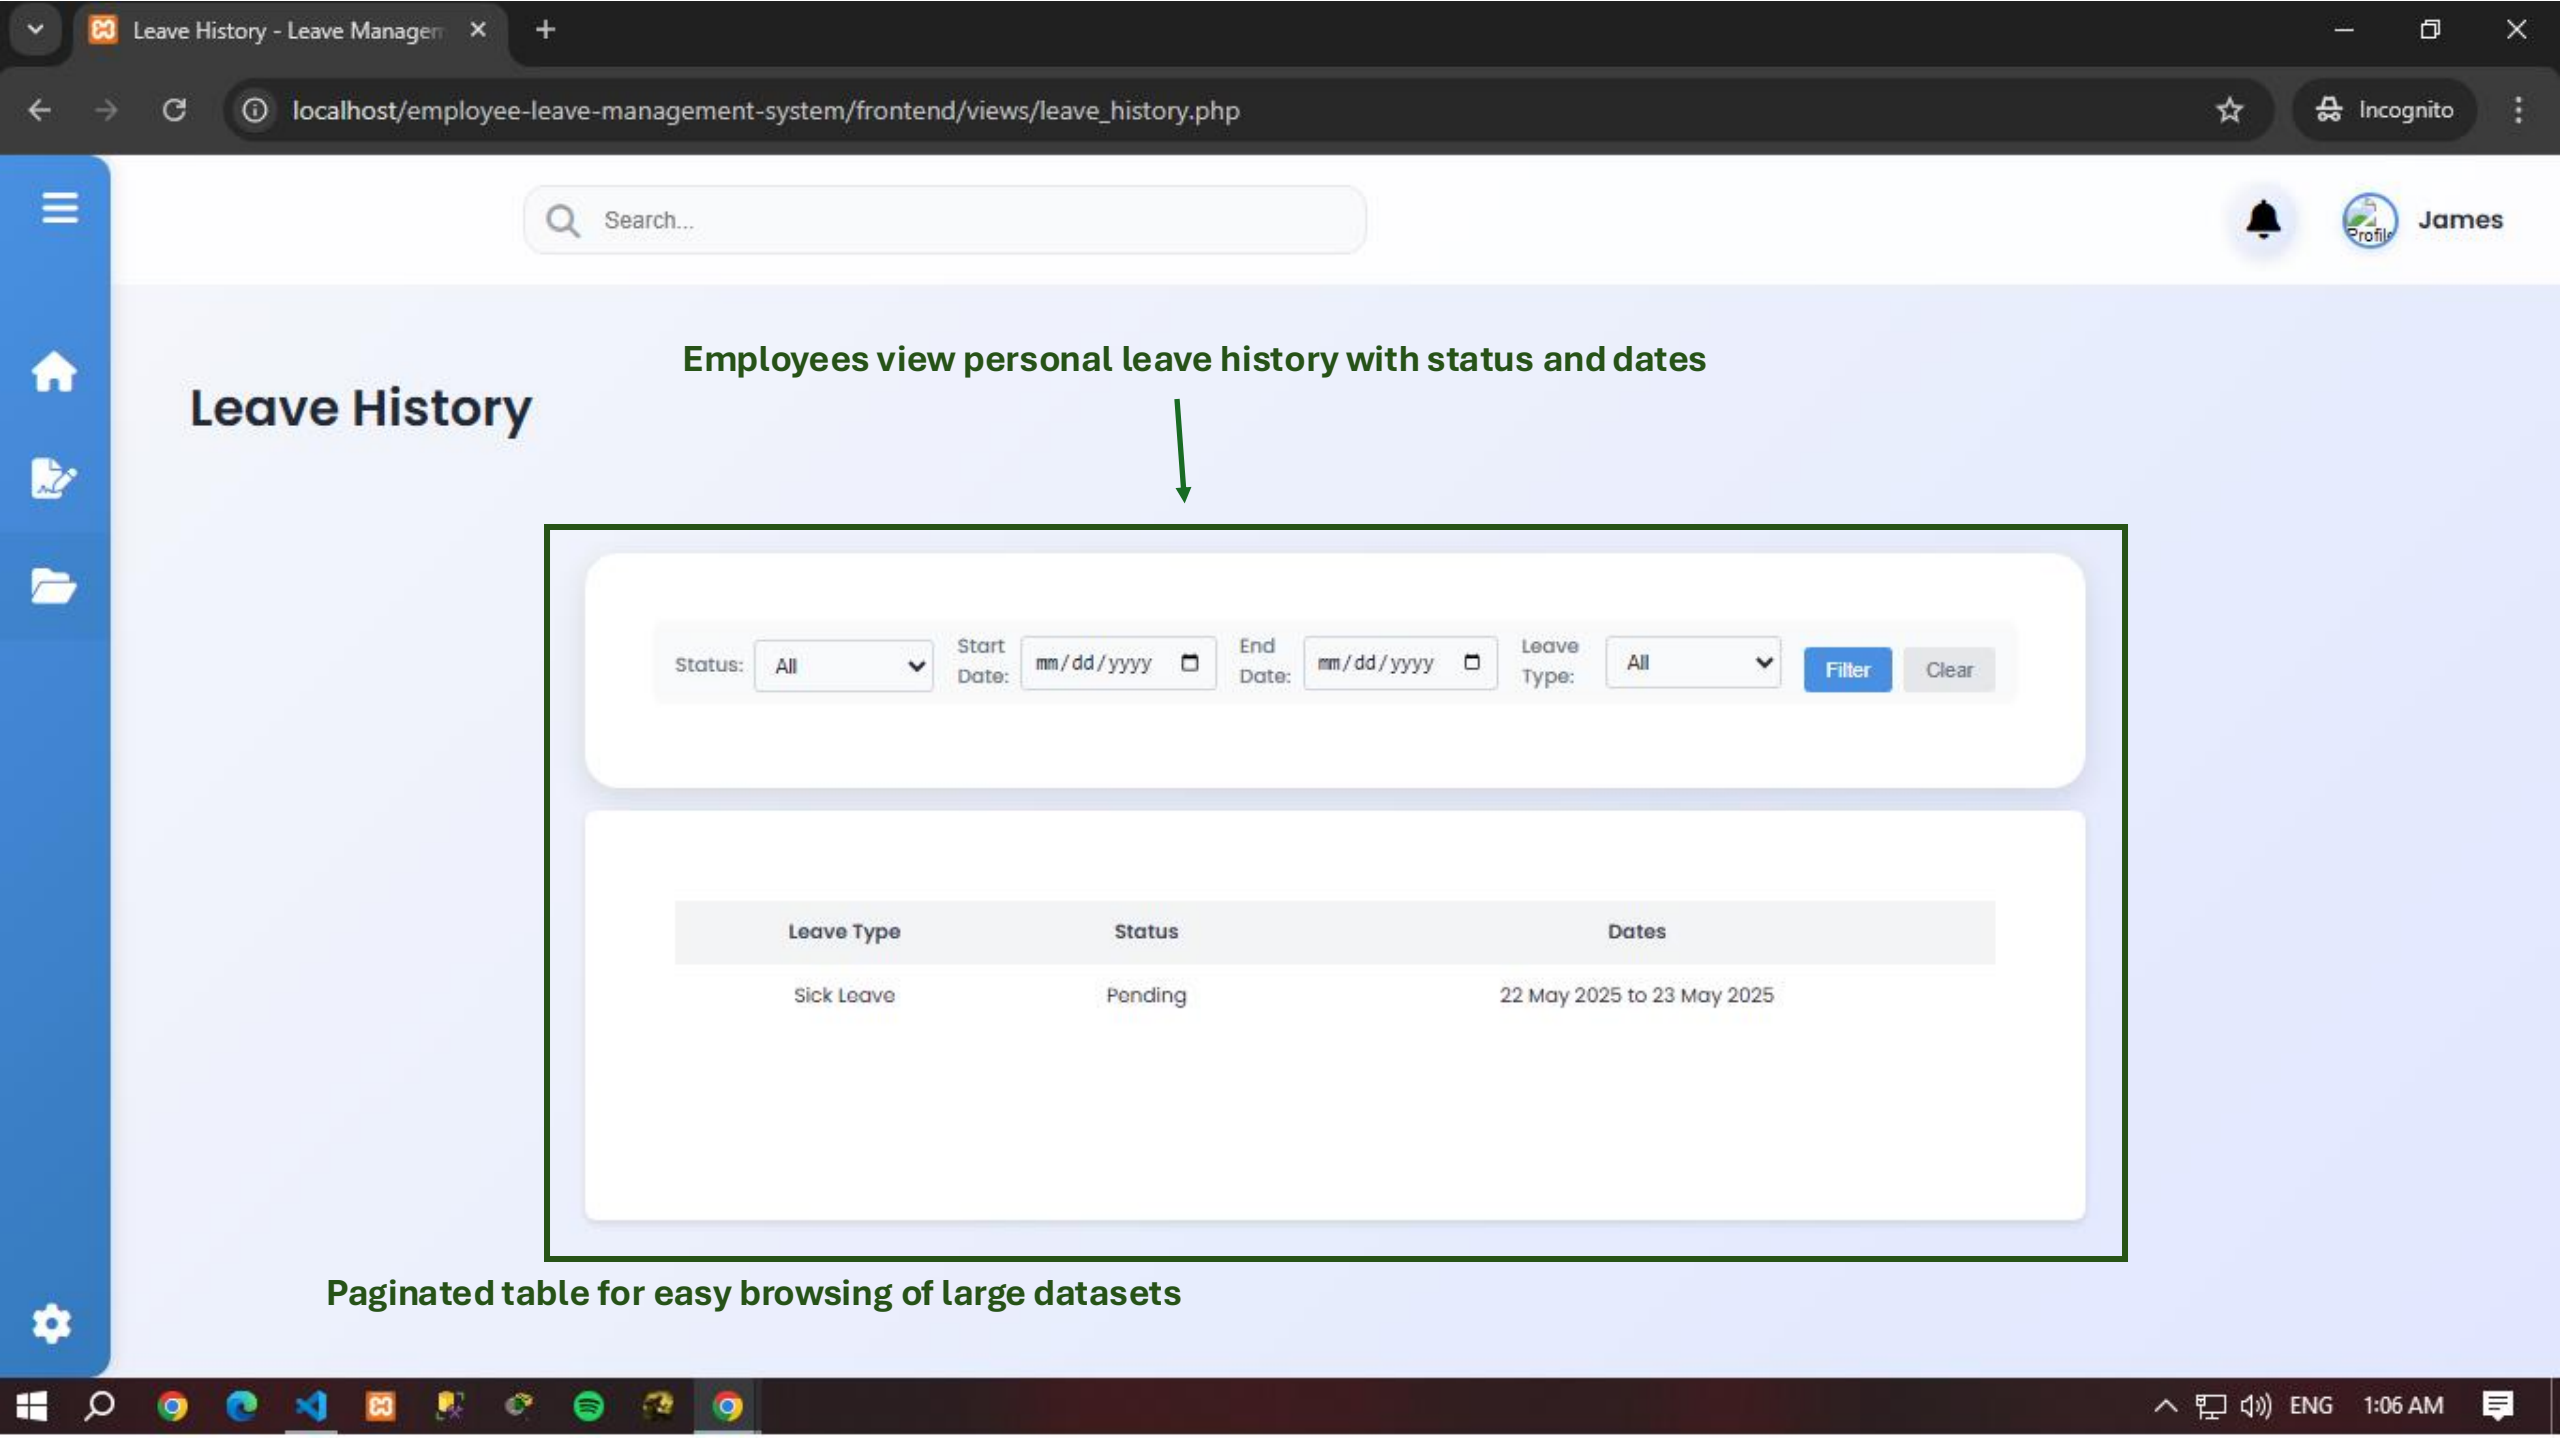 Leave History - Leave Managem
localhost/employee-leave-management-system/frontend/views/leave_history.php
Incognito
Search...
Profile
James
Employees view personal leave history with status and dates
Leave History
Status: All Start Date: mm/dd/yyyy End Date: mm/dd/yyyy Leave Type: All Filter Clear
Leave Type Status Dates
Sick Leave Pending 22 May 2025 to 23 May 2025
Paginated table for easy browsing of large datasets
ENG 1:06 AM